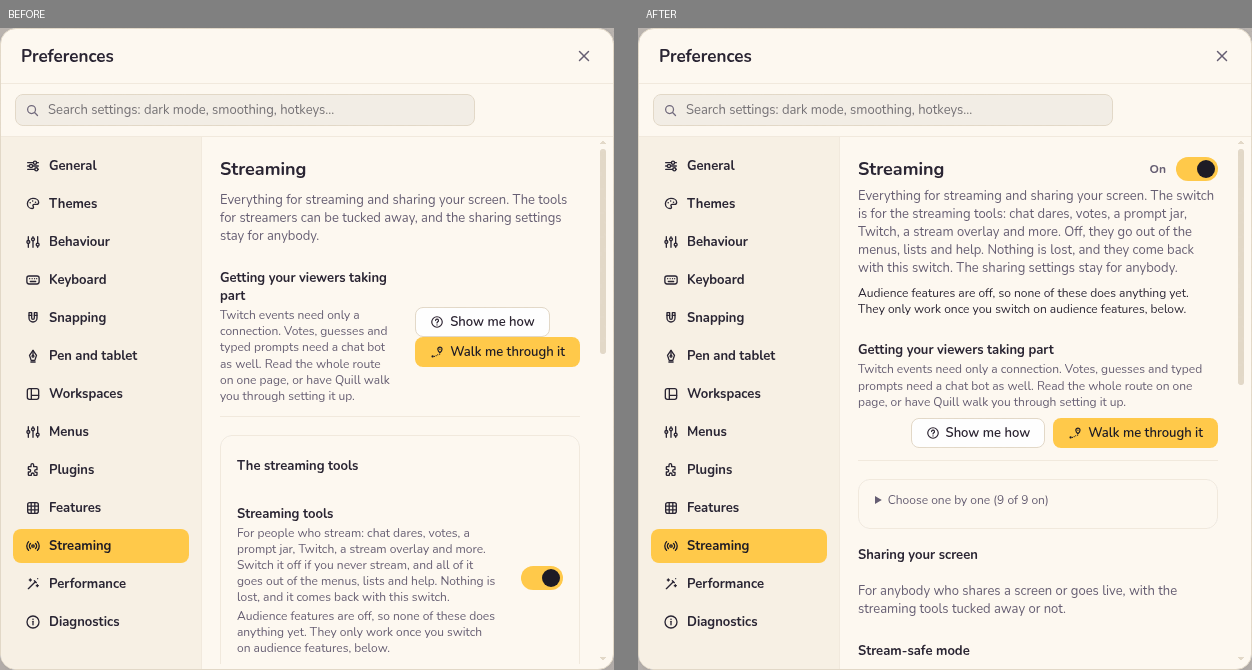 BEFORE
Preferences
Search settings: dark mode, smoothing, hotkeys...
General
Themes
Behaviour
Keyboard
Snapping
Pen and tablet
Workspaces
Menus
Plugins
Features
Streaming
Performance
Diagnostics
Streaming
Everything for streaming and sharing your screen. The tools
for streamers can be tucked away, and the sharing settings
stay for anybody.
Getting your viewers taking
part
Twitch events need only a
connection. Votes, guesses and
typed prompts need a chat bot
as well. Read the whole route
on one page, or have Quill walk
you through setting it up.
Show me how
Walk me through it
The streaming tools
Streaming tools
For people who stream: chat dares, votes, a
prompt jar, Twitch, a stream overlay and more.
Switch it off if you never stream, and all of it
goes out of the menus, lists and help. Nothing is
lost, and it comes back with this switch.
Audience features are off, so none of these does
anything yet. They only work once you switch
on audience features, below.
AFTER
Preferences
Search settings: dark mode, smoothing, hotkeys...
General
Themes
Behaviour
Keyboard
Snapping
Pen and tablet
Workspaces
Menus
Plugins
Features
Streaming
Performance
Diagnostics
Streaming
On
Everything for streaming and sharing your screen. The switch
is for the streaming tools: chat dares, votes, a prompt jar,
Twitch, a stream overlay and more. Off, they go out of the
menus, lists and help. Nothing is lost, and they come back
with this switch. The sharing settings stay for anybody.
Audience features are off, so none of these does anything yet.
They only work once you switch on audience features, below.
Getting your viewers taking part
Twitch events need only a connection. Votes, guesses and typed
prompts need a chat bot as well. Read the whole route on one
page, or have Quill walk you through setting it up.
Show me how
Walk me through it
Choose one by one (9 of 9 on)
Sharing your screen
For anybody who shares a screen or goes live, with the
streaming tools tucked away or not.
Stream-safe mode